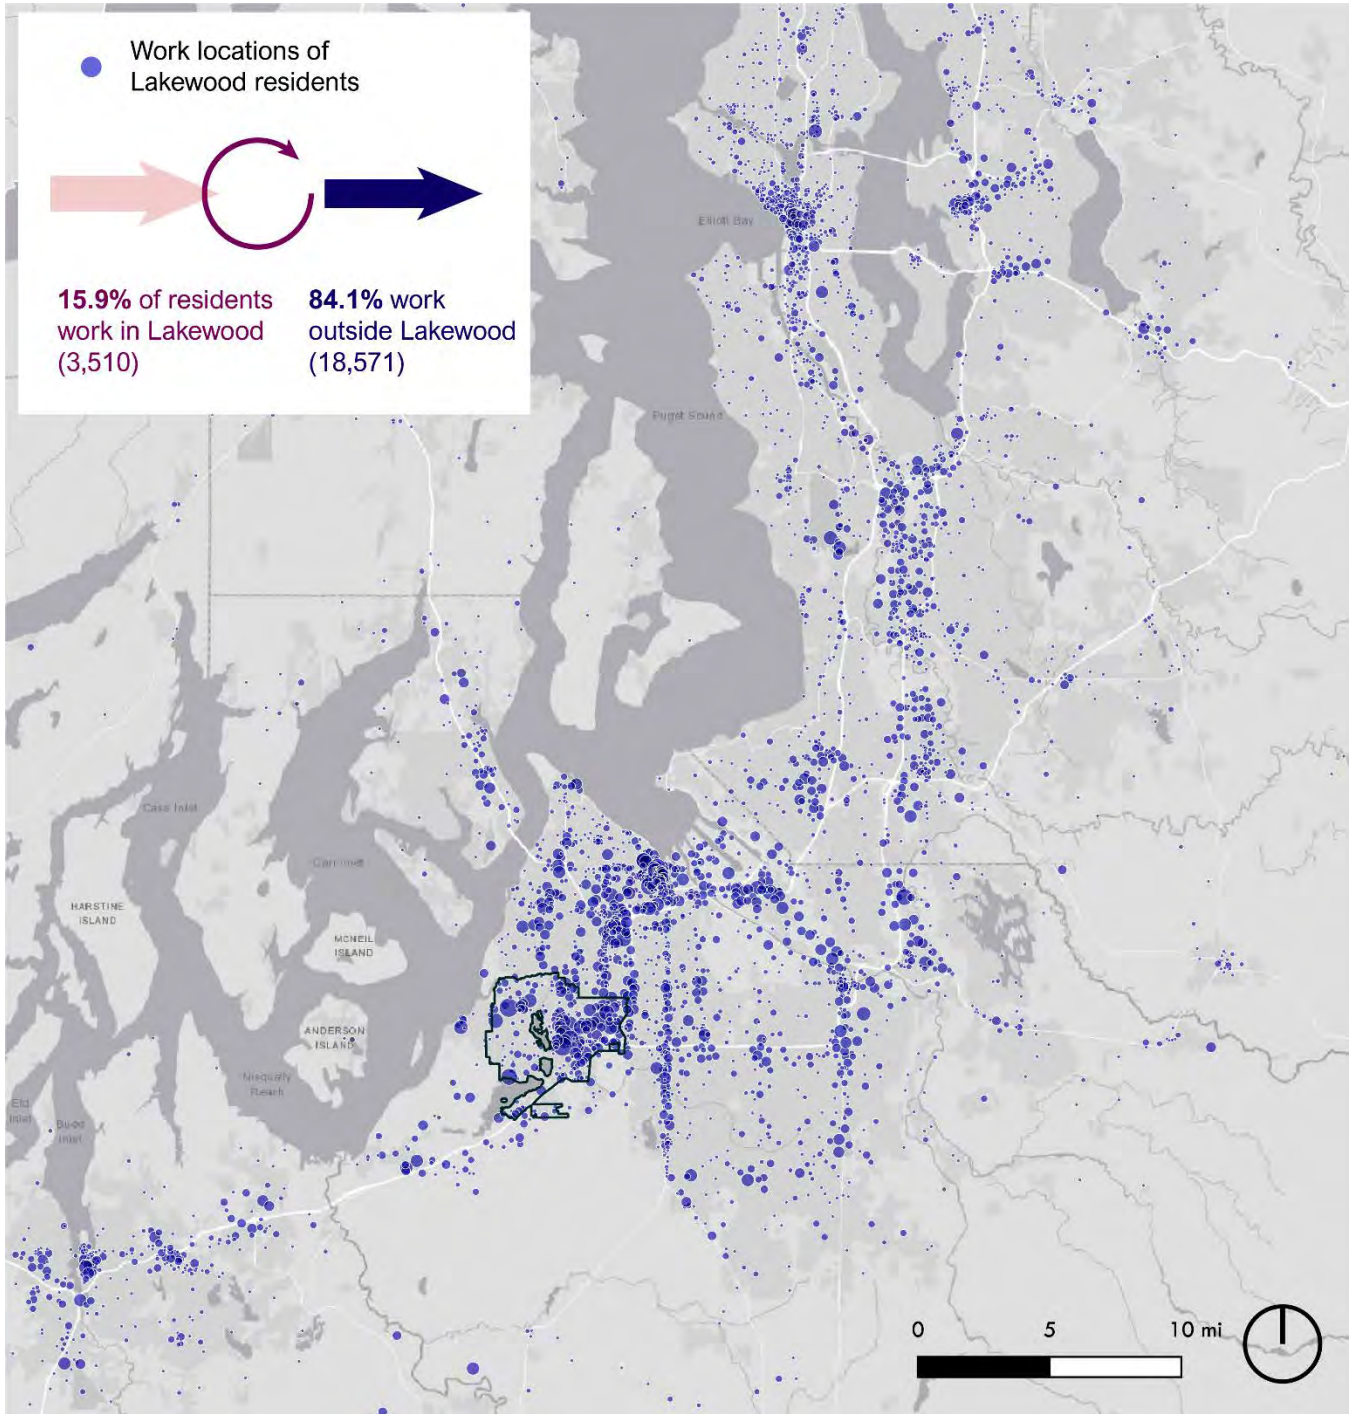 Work locations of
Lakewood residents
15.9% of residents
work in Lakewood
(3,510)
84.1% work
outside Lakewood
(18,571)
Elliott Bay
Puget Sound
Case Inlet
Carr Inlet
HARSTINE
ISLAND
MCNEIL
ISLAND
ANDERSON
ISLAND
Nisqually
Reach
Eld
Inlet
Budd
Inlet
0 5 10 mi